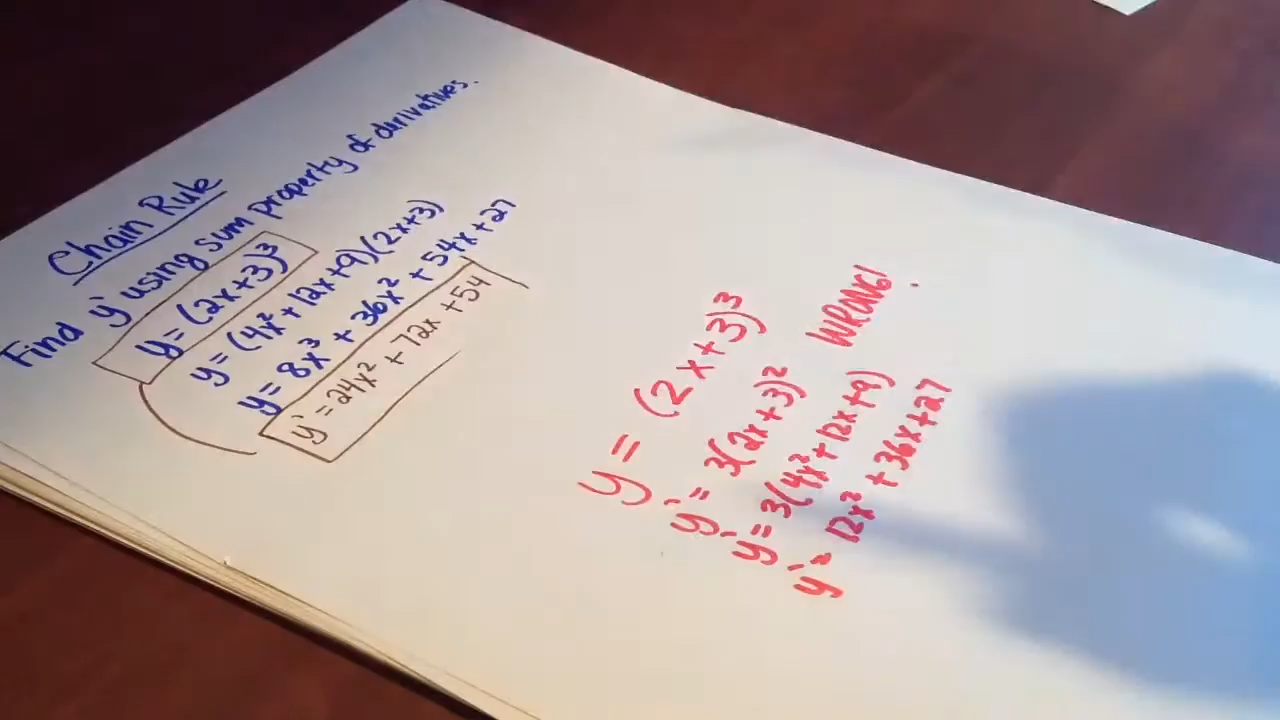 Chain Rule
Find y' using sum property of derivatives.
y = (2x+3)³
y = (4x²+12x+9)(2x+3)
y = 8x³ + 36x² + 54x+27
y' = 24x² + 72x + 54
y = (2x+3)³
y' = 3(2x+3)² WRONG!
y' = 3(4x²+12x+9)
y' = 12x² + 36x+27